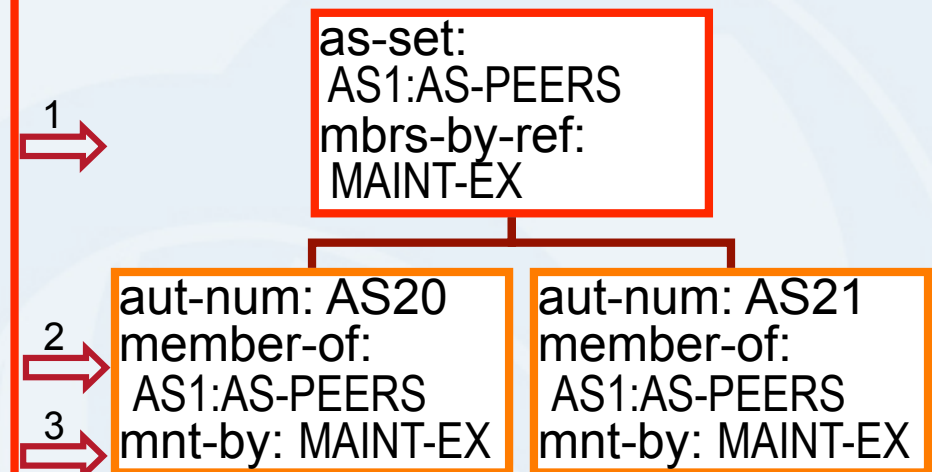 as-set:
AS1:AS-PEERS
1
mbrs-by-ref:
MAINT-EX
aut-num: AS20
2
member-of:
AS1:AS-PEERS
3
mnt-by: MAINT-EX
aut-num: AS21
member-of:
AS1:AS-PEERS
mnt-by: MAINT-EX